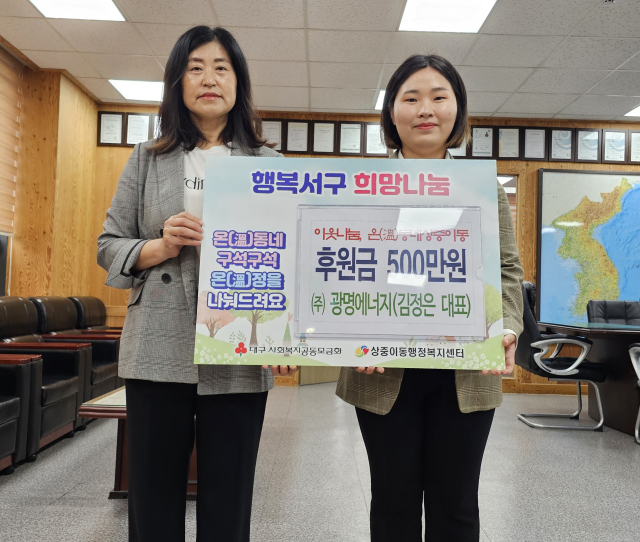 행복서구 희망나눔
온(溫)동네
구석구석
온(溫)정을
나눠드려요
이웃나눔, 온(溫)동네 상중이동
후원금 500만원
(주) 광명에너지(김정은 대표)
대구 사회복지공동모금회
상중이동행정복지센터